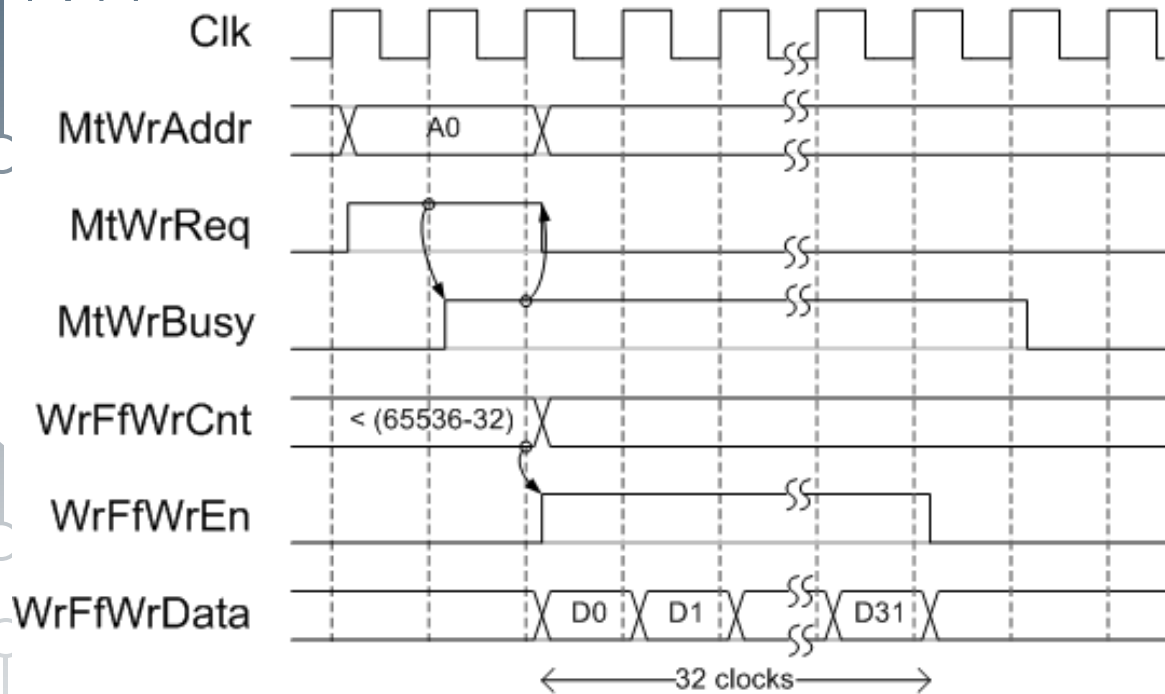 Clk
MtWrAddr
A0
MtWrReq
MtWrBusy
WrFfWrCnt
< (65536-32)
WrFfWrEn
WrFfWrData
D0 D1 D31
32 clocks